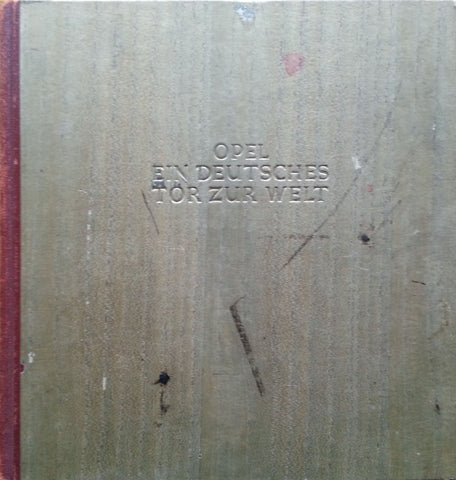 OPEL
EIN DEUTSCHES
TOR ZUR WELT